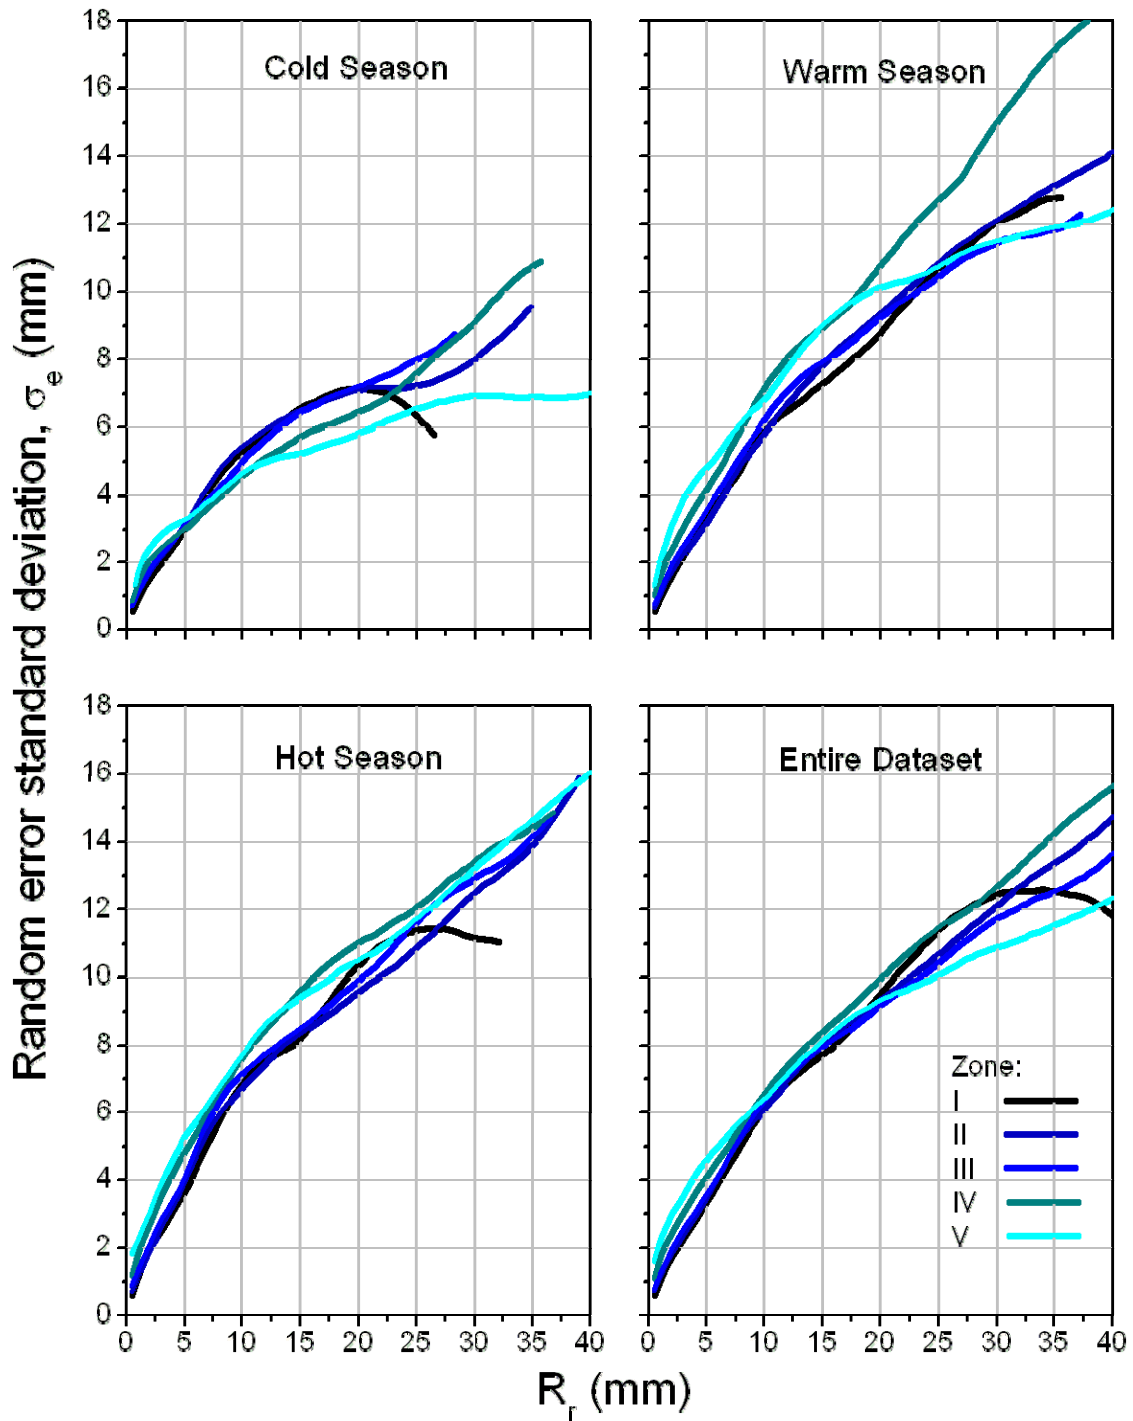 Random error standard deviation, σe (mm)
18
16
14
12
10
8
6
4
2
0
Cold Season
Warm Season
18
16
14
12
10
8
6
4
2
0
Hot Season
0 5 10 15 20 25 30 35 40
Entire Dataset
Zone:
I
II
III
IV
V
0 5 10 15 20 25 30 35 40
Rr (mm)